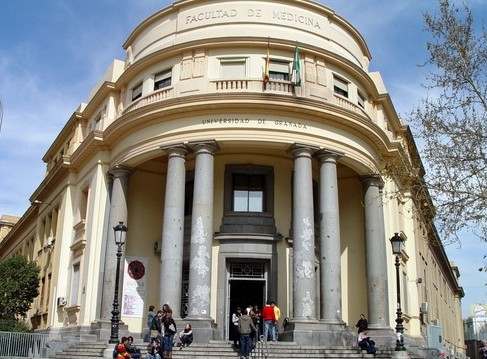 FACULTAD DE MEDICINA
UNIVERSIDAD DE GRANADA